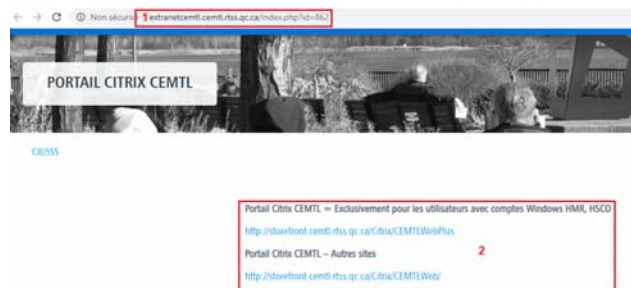 Non sécurisé
1
extranetcemtl.cemtl.rtss.qc.ca/index.php?id=862
PORTAIL CITRIX CEMTL
CIUSSS
Portail Citrix CEMTL = Exclusivement pour les utilisateurs avec comptes Windows HMR, HSCO
http://storefront.cemtl.rtss.qc.ca/Citrix/CEMTLWebPlus
Portail Citrix CEMTL – Autres sites
2
http://storefront.cemtl.rtss.qc.ca/Citrix/CEMTLWeb/